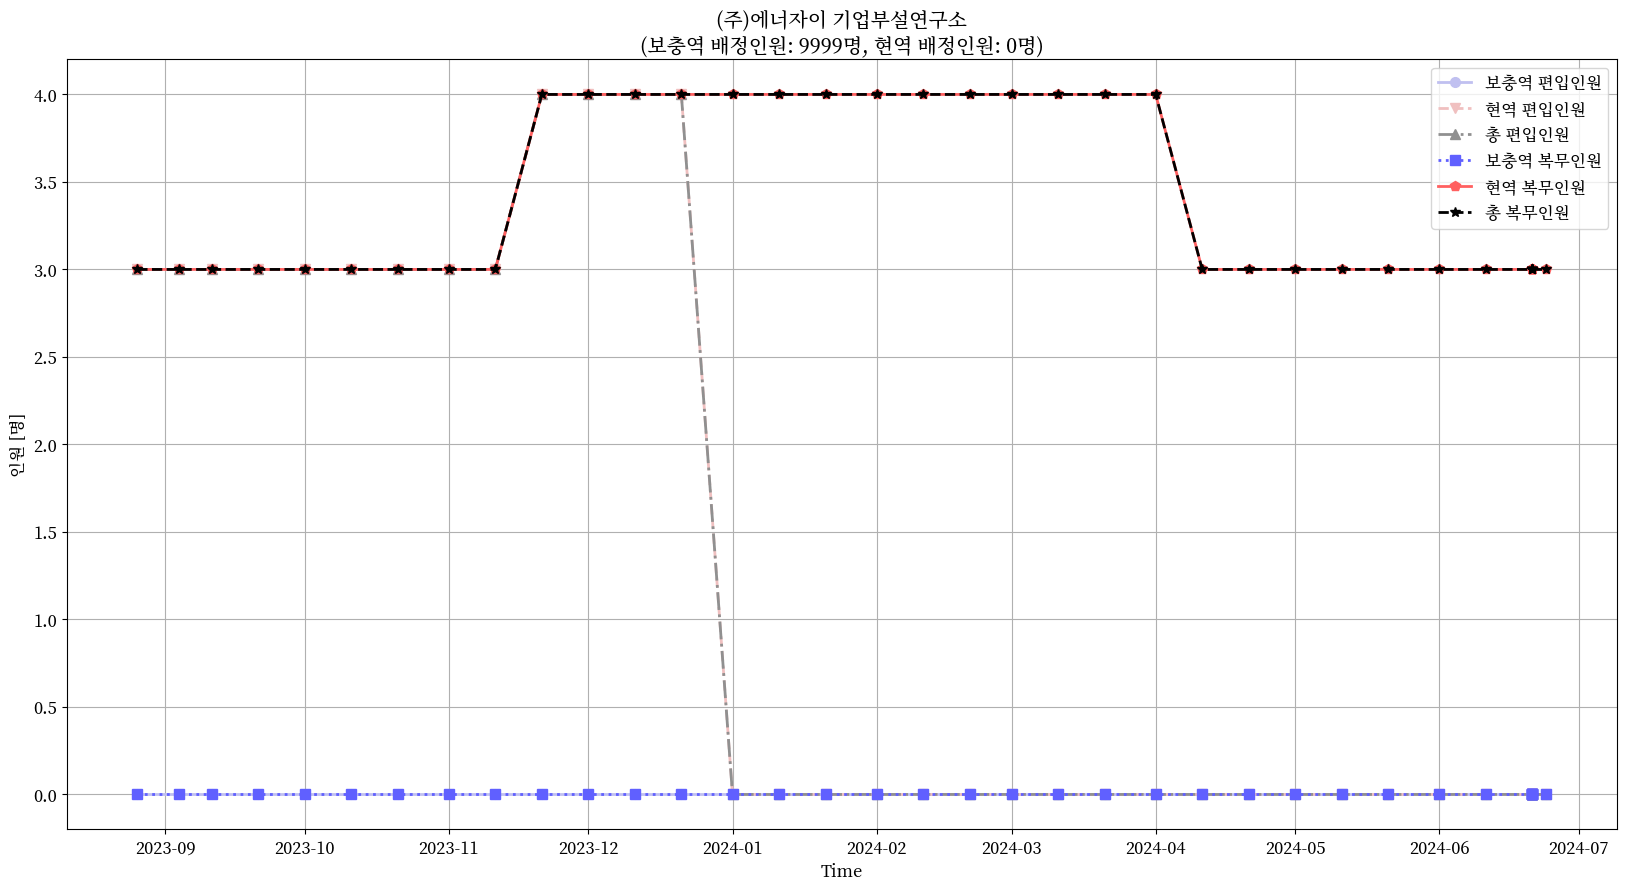 (주)에너자이 기업부설연구소
(보충역 배정인원: 9999명, 현역 배정인원: 0명)
보충역 편입인원
현역 편입인원
총 편입인원
보충역 복무인원
현역 복무인원
총 복무인원
4.0
3.5
3.0
2.5
2.0
1.5
1.0
0.5
0.0
인원 [명]
2023-09 2023-10 2023-11 2023-12 2024-01 2024-02 2024-03 2024-04 2024-05 2024-06 2024-07
Time